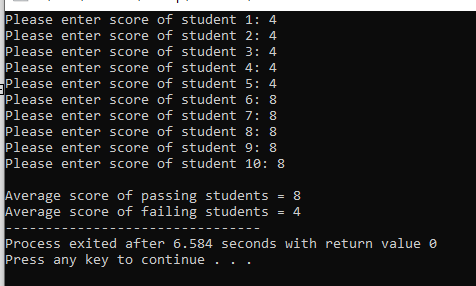 Please enter score of student 1: 4
Please enter score of student 2: 4
Please enter score of student 3: 4
Please enter score of student 4: 4
Please enter score of student 5: 4
Please enter score of student 6: 8
Please enter score of student 7: 8
Please enter score of student 8: 8
Please enter score of student 9: 8
Please enter score of student 10: 8
Average score of passing students = 8
Average score of failing students = 4
--------------------------------
Process exited after 6.584 seconds with return value 0
Press any key to continue . . .